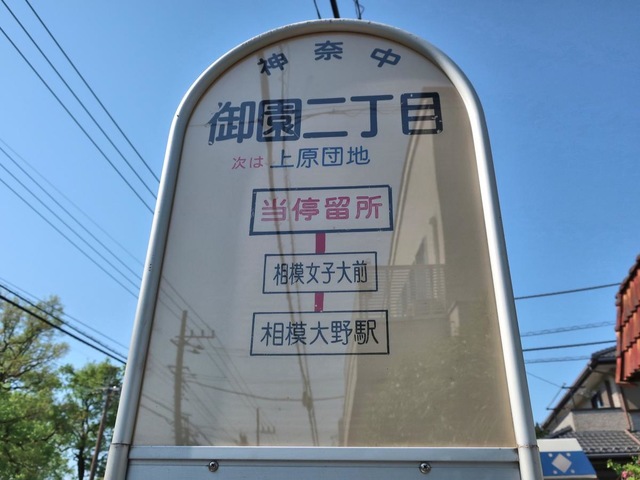 神奈中
御園二丁目
次は 上原団地
当停留所
相模女子大前
相模大野駅